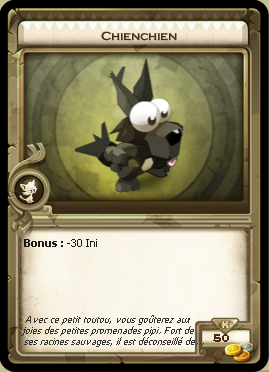 Chienchien
Bonus : -30 Ini
Avec ce petit toutou, vous goûterez aux
joies des petites promenades pipi. Fort de
ses racines sauvages, il est déconseillé de...
K
50